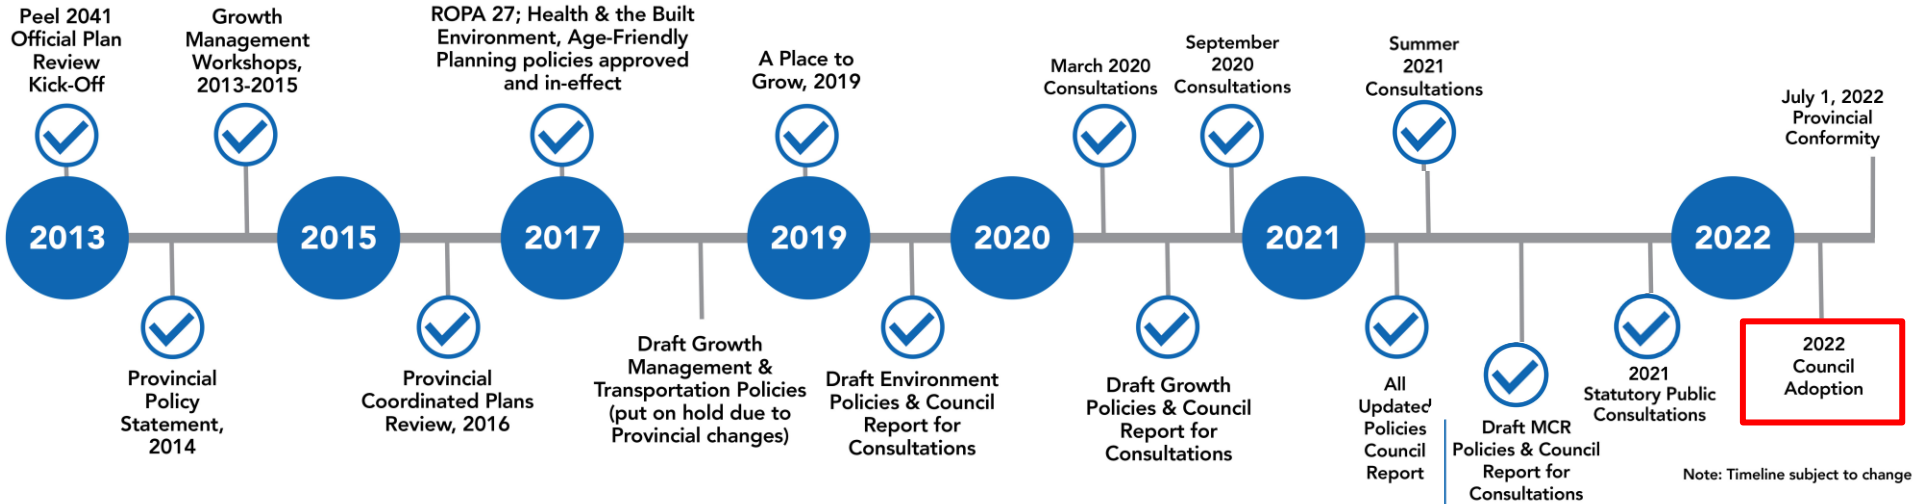 Peel 2041
Official Plan
Review
Kick-Off
Growth
Management
Workshops,
2013-2015
ROPA 27; Health & the Built
Environment, Age-Friendly
Planning policies approved
and in-effect
A Place to
Grow, 2019
March 2020
Consultations
September
2020
Consultations
Summer
2021
Consultations
July 1, 2022
Provincial
Conformity
2013
2015
2017
2019
2020
2021
2022
Provincial
Policy
Statement,
2014
Provincial
Coordinated Plans
Review, 2016
Draft Growth
Management &
Transportation Policies
(put on hold due to
Provincial changes)
Draft Environment
Policies & Council
Report for
Consultations
Draft Growth
Policies & Council
Report for
Consultations
All
Updated
Policies
Council
Report
Draft MCR
Policies & Council
Report for
Consultations
2021
Statutory Public
Consultations
2022
Council
Adoption
Note: Timeline subject to change